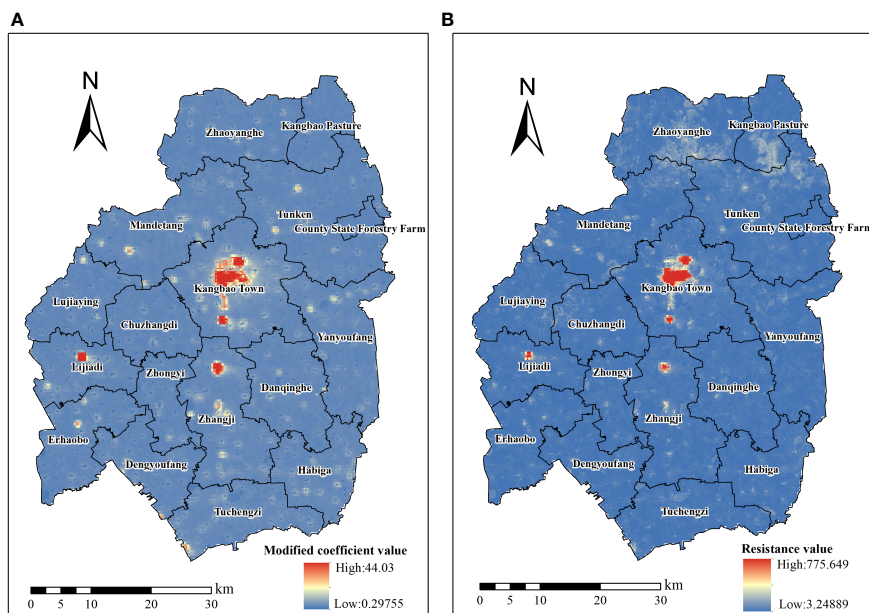 A
N
Zhaoyanghe
Kangbao Pasture
Tunken
Mandetang
County State Forestry Farm
Kangbao Town
Lujiaying
Chuzhangdi
Yanyoufang
Lijiadi
Zhongyi
Danqinghe
Zhangji
Erhaobo
Dengyoufang
Habiga
Tuchengzi
Modified coefficient value
High:44.03
Low:0.29755
km
0 5 10 20 30
B
N
Zhaoyanghe
Kangbao Pasture
Tunken
Mandetang
County State Forestry Farm
Kangbao Town
Lujiaying
Chuzhangdi
Yanyoufang
Lijiadi
Zhongyi
Danqinghe
Zhangji
Erhaobo
Dengyoufang
Habiga
Tuchengzi
Resistance value
High:775.649
Low:3.24889
km
0 5 10 20 30